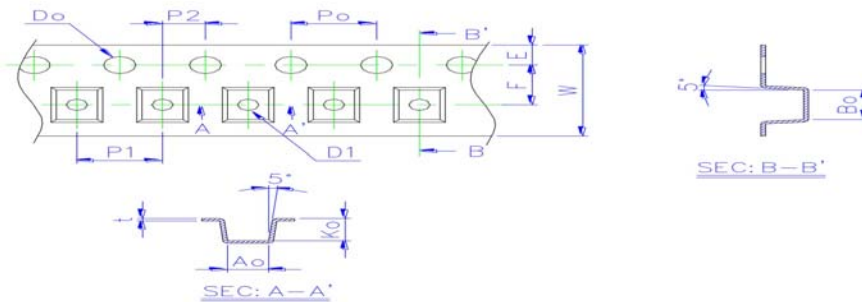 Do P2 Po B' E
F W
A A' D1 B
P1
5°
t Ko
Ao
SEC: A-A'
5°
Bo
SEC: B-B'